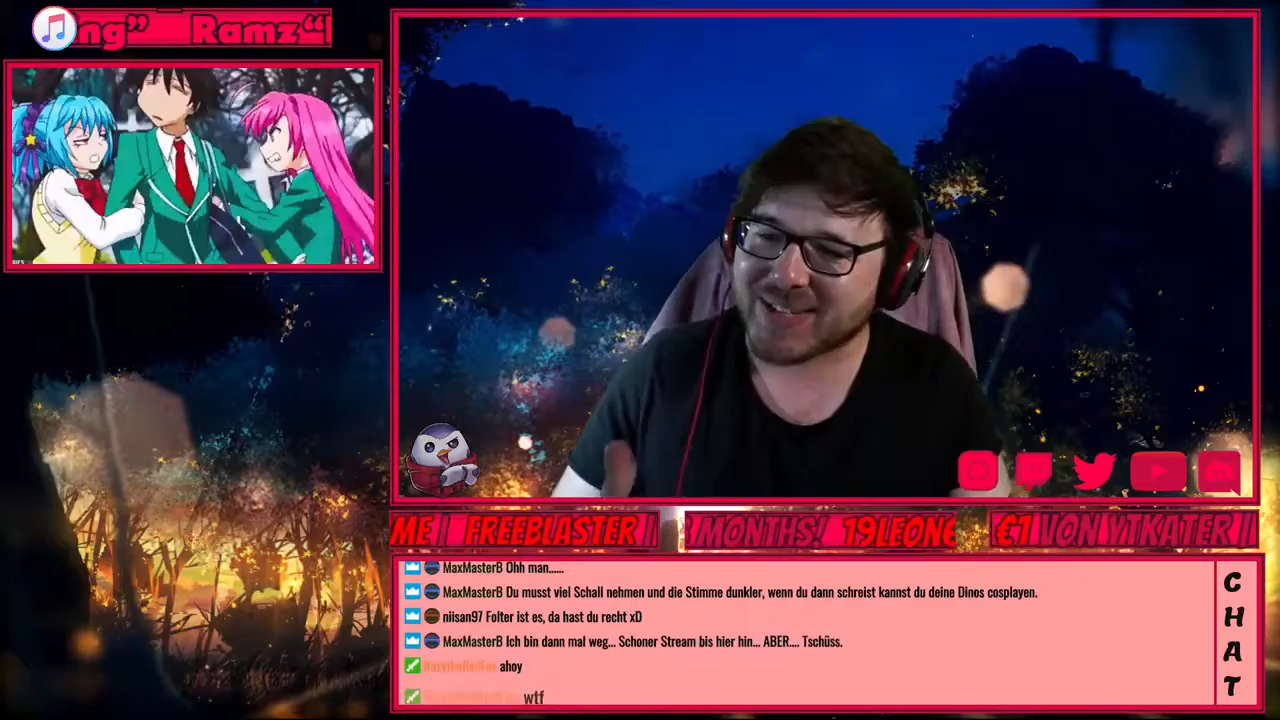 ng” Ramz“
GIFS
ME | FREEBLASTER |
MONTHS! 19LEONG
€1 VON YTKATER |
MaxMasterB Ohh man......
MaxMasterB Du musst viel Schall nehmen und die Stimme dunkler, wenn du dann schreist kannst du deine Dinos cosplayen.
niisan97 Folter ist es, da hast du recht xD
MaxMasterB Ich bin dann mal weg... Schoner Stream bis hier hin... ABER.... Tschüss.
ahoy
wtf
CHAT